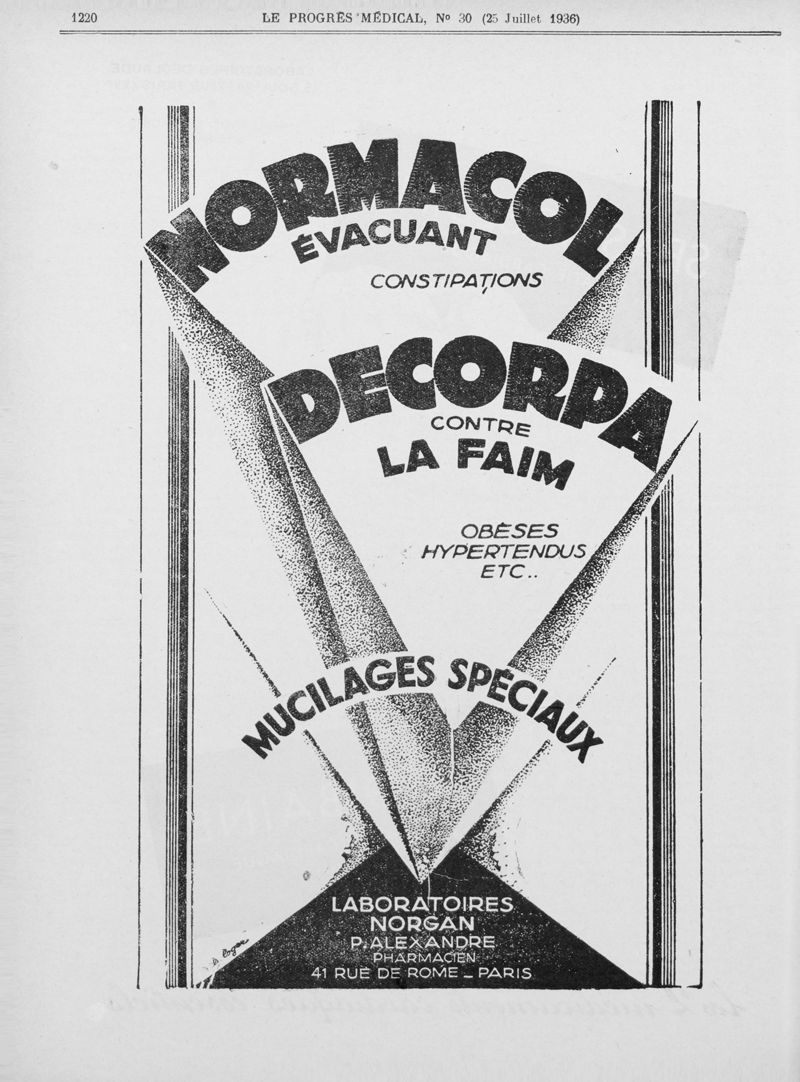 1220
LE PROGRÈS MÉDICAL, No 30 (25 Juillet 1936)
NORMACOL
ÉVACUANT
CONSTIPATIONS
DECORPA
CONTRE
LA FAIM
OBÈSES
HYPERTENDUS
ETC..
MUCILAGES SPÉCIAUX
LABORATOIRES
NORGAN
P. ALEXANDRE
PHARMACIEN
41 RUE DE ROME _ PARIS